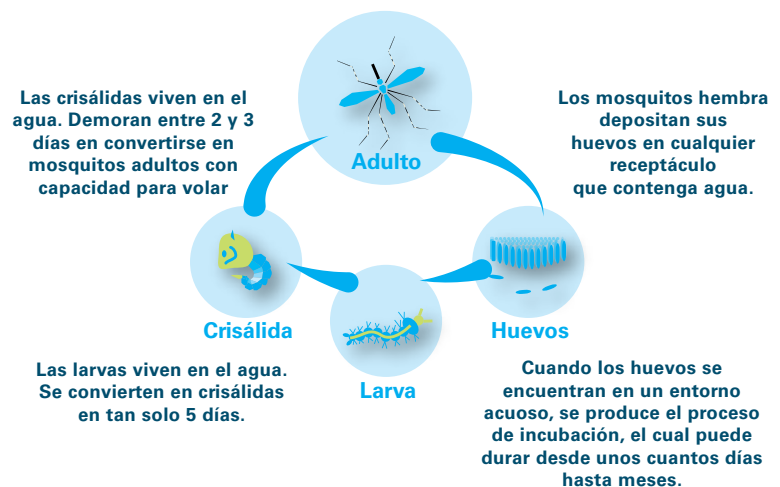 Adulto
Los mosquitos hembra
depositan sus
huevos en cualquier
receptáculo
que contenga agua.
Huevos
Cuando los huevos se
encuentran en un entorno
acuoso, se produce el proceso
de incubación, el cual puede
durar desde unos cuantos días
hasta meses.
Larva
Las larvas viven en el agua.
Se convierten en crisálidas
en tan solo 5 días.
Crisálida
Las crisálidas viven en el
agua. Demoran entre 2 y 3
días en convertirse en
mosquitos adultos con
capacidad para volar